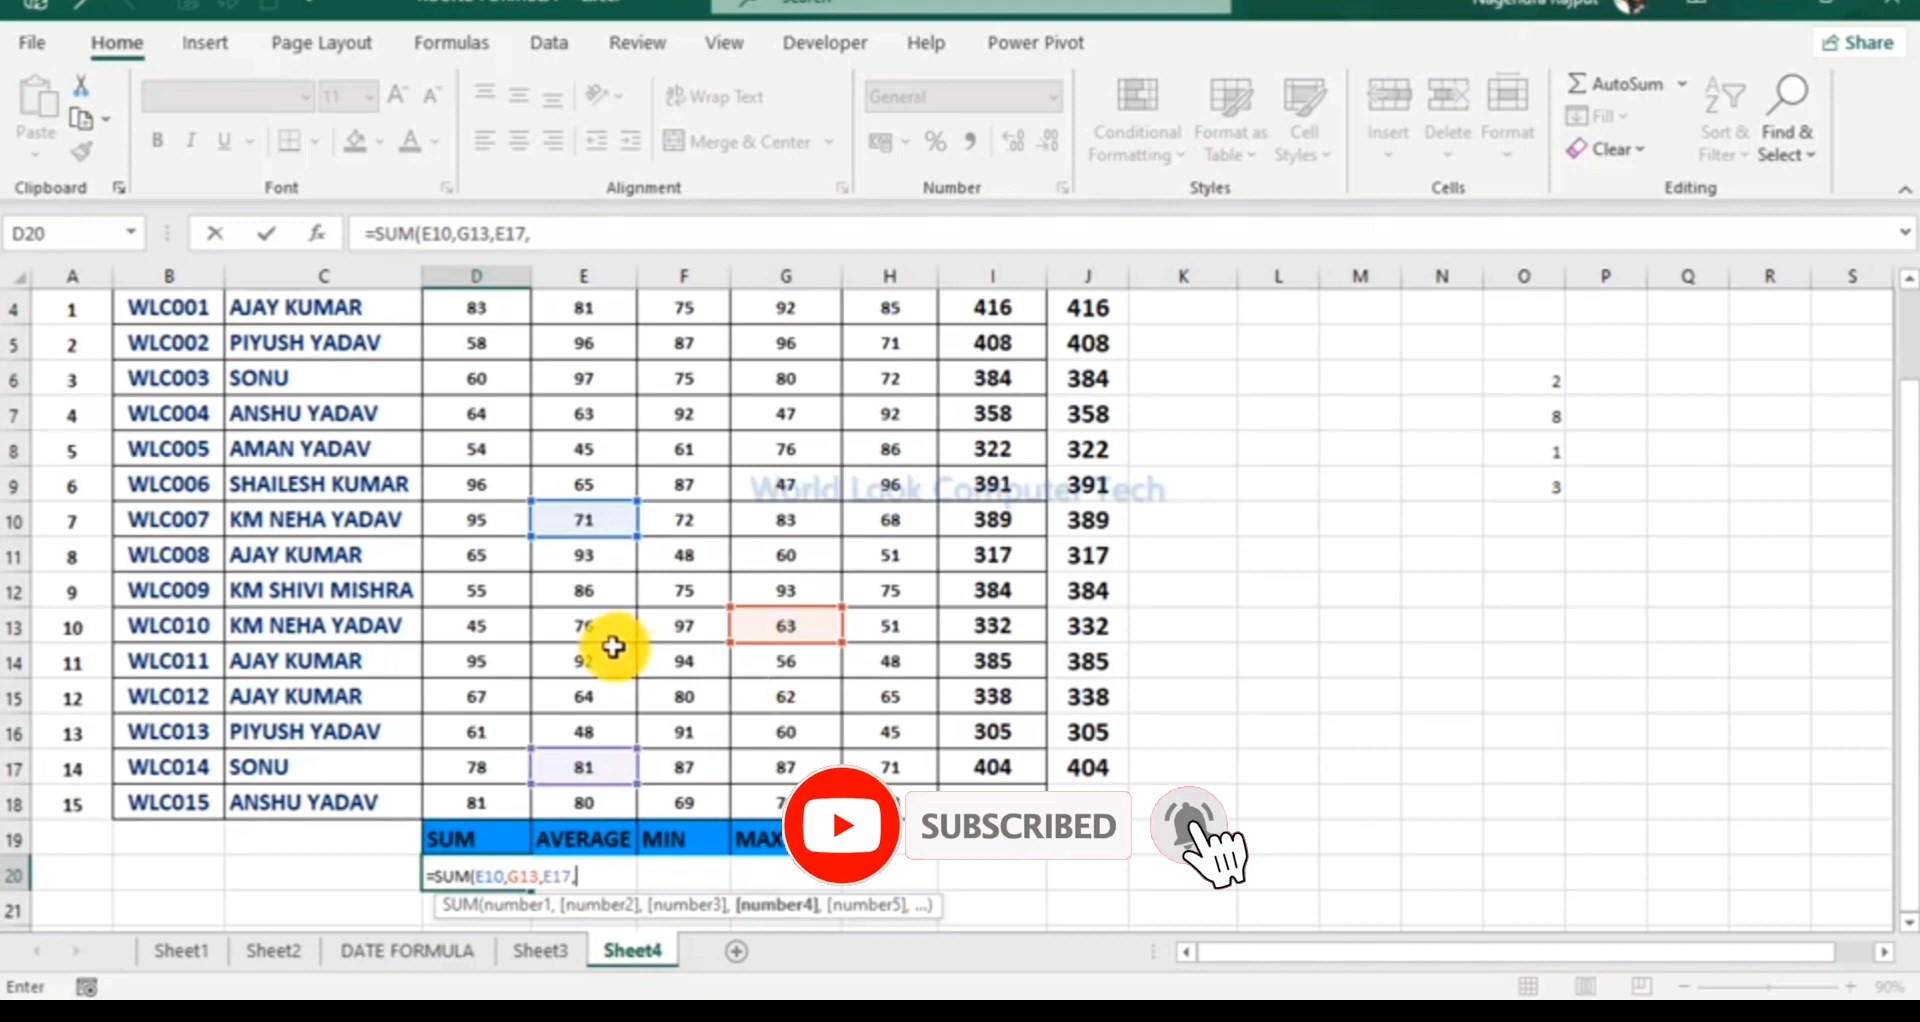 File Home Insert Page Layout Formulas Data Review View Developer Help Power Pivot Share
Paste 11 A A Wrap Text General Conditional Formatting Format as Table Cell Styles Insert Delete Format AutoSum Fill Clear Sort & Filter Find & Select
B I U A Merge & Center %
Clipboard Font Alignment Number Styles Cells Editing
D20 fx =SUM(E10,G13,E17,
A B C D E F G H I J K L M N O P Q R S
4 1 WLC001 AJAY KUMAR 83 81 75 92 85 416 416
5 2 WLC002 PIYUSH YADAV 58 96 87 96 71 408 408
6 3 WLC003 SONU 60 97 75 80 72 384 384 2
7 4 WLC004 ANSHU YADAV 64 63 92 47 92 358 358 8
8 5 WLC005 AMAN YADAV 54 45 61 76 86 322 322 1
9 6 WLC006 SHAILESH KUMAR 96 65 87 47 96 391 391 3
World Look Computer Tech
10 7 WLC007 KM NEHA YADAV 95 71 72 83 68 389 389
11 8 WLC008 AJAY KUMAR 65 93 48 60 51 317 317
12 9 WLC009 KM SHIVI MISHRA 55 86 75 93 75 384 384
13 10 WLC010 KM NEHA YADAV 45 76 97 63 51 332 332
14 11 WLC011 AJAY KUMAR 95 92 94 56 48 385 385
15 12 WLC012 AJAY KUMAR 67 64 80 62 65 338 338
16 13 WLC013 PIYUSH YADAV 61 48 91 60 45 305 305
17 14 WLC014 SONU 78 81 87 87 71 404 404
18 15 WLC015 ANSHU YADAV 81 80 69
SUBSCRIBED
19 SUM AVERAGE MIN MAX
20 =SUM(E10,G13,E17,
21 SUM(number1, [number2], [number3], [number4], [number5], ...)
Sheet1 Sheet2 DATE FORMULA Sheet3 Sheet4
Enter 90%